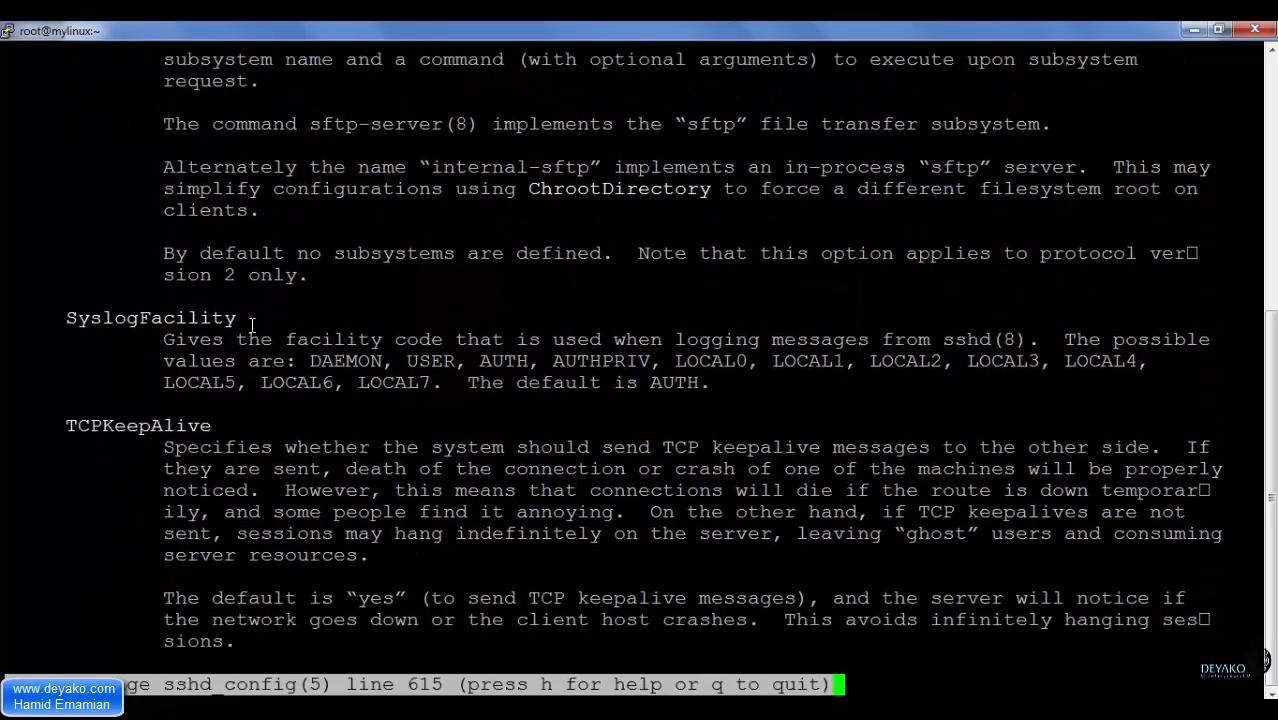 root@mylinux:~
subsystem name and a command (with optional arguments) to execute upon subsystem
request.
The command sftp-server(8) implements the “sftp” file transfer subsystem.
Alternately the name “internal-sftp” implements an in-process “sftp” server.  This may
simplify configurations using ChrootDirectory to force a different filesystem root on
clients.
By default no subsystems are defined.  Note that this option applies to protocol ver□
sion 2 only.
SyslogFacility
Gives the facility code that is used when logging messages from sshd(8).  The possible
values are: DAEMON, USER, AUTH, AUTHPRIV, LOCAL0, LOCAL1, LOCAL2, LOCAL3, LOCAL4,
LOCAL5, LOCAL6, LOCAL7.  The default is AUTH.
TCPKeepAlive
Specifies whether the system should send TCP keepalive messages to the other side.  If
they are sent, death of the connection or crash of one of the machines will be properly
noticed.  However, this means that connections will die if the route is down temporar□
ily, and some people find it annoying.  On the other hand, if TCP keepalives are not
sent, sessions may hang indefinitely on the server, leaving “ghost” users and consuming
server resources.
The default is “yes” (to send TCP keepalive messages), and the server will notice if
the network goes down or the client host crashes.  This avoids infinitely hanging ses□
sions.
DEYAKO
ge sshd_config(5) line 615 (press h for help or q to quit)
www.deyako.com
Hamid Emamian